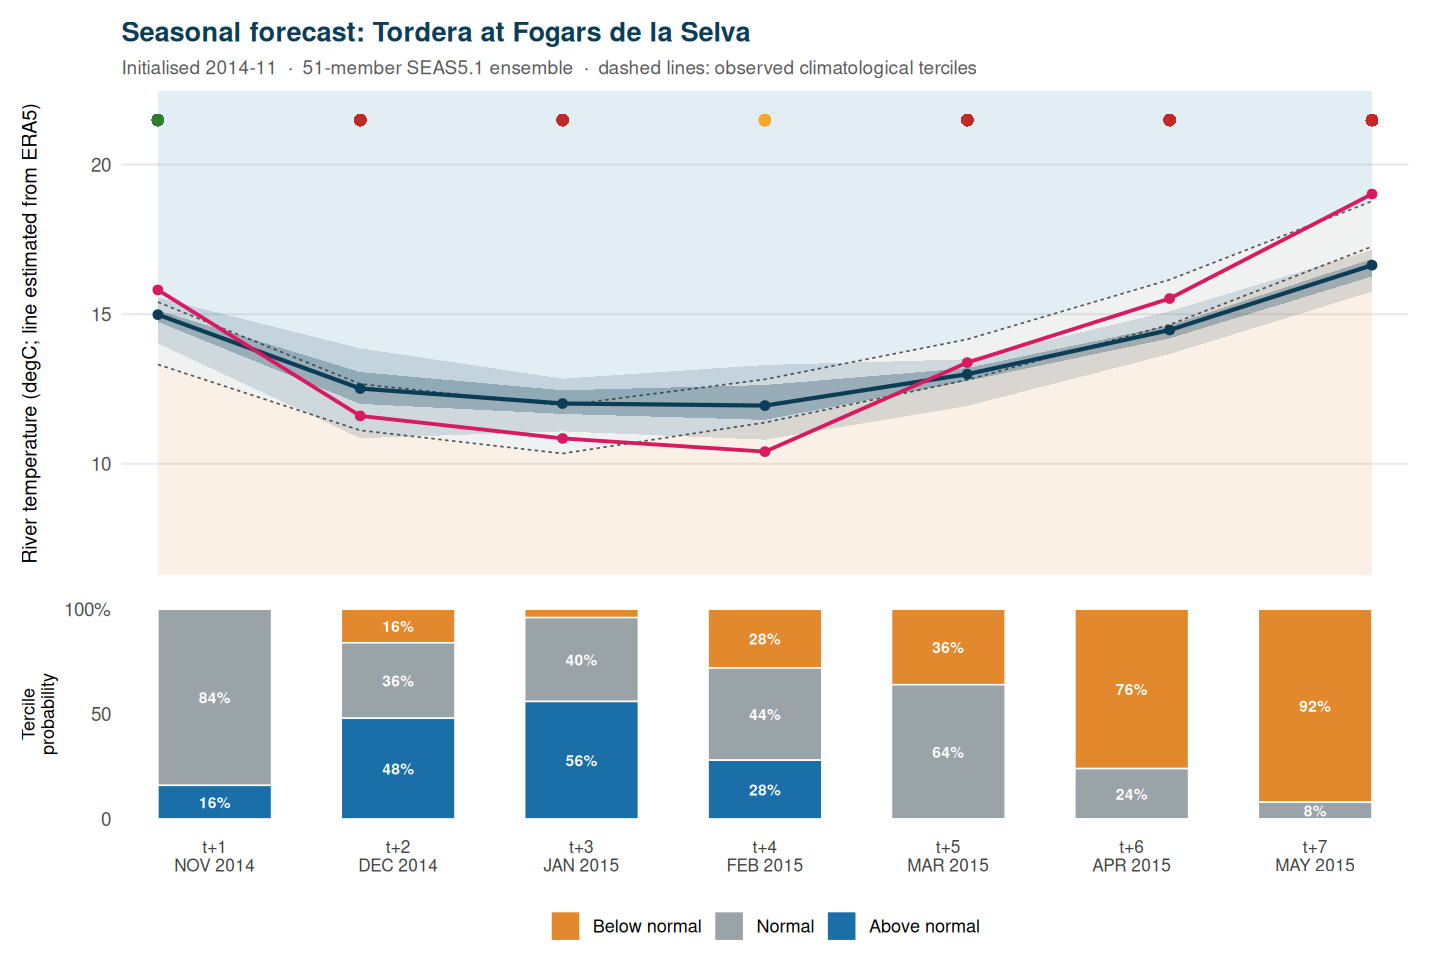 Seasonal forecast: Tordera at Fogars de la Selva
Initialised 2014-11 · 51-member SEAS5.1 ensemble · dashed lines: observed climatological terciles
River temperature (degC; line estimated from ERA5)
20
15
10
Tercile
probability
100%
50
0
84%
16%
16%
36%
48%
40%
56%
28%
44%
28%
36%
64%
76%
24%
92%
8%
t+1
NOV 2014
t+2
DEC 2014
t+3
JAN 2015
t+4
FEB 2015
t+5
MAR 2015
t+6
APR 2015
t+7
MAY 2015
Below normal
Normal
Above normal